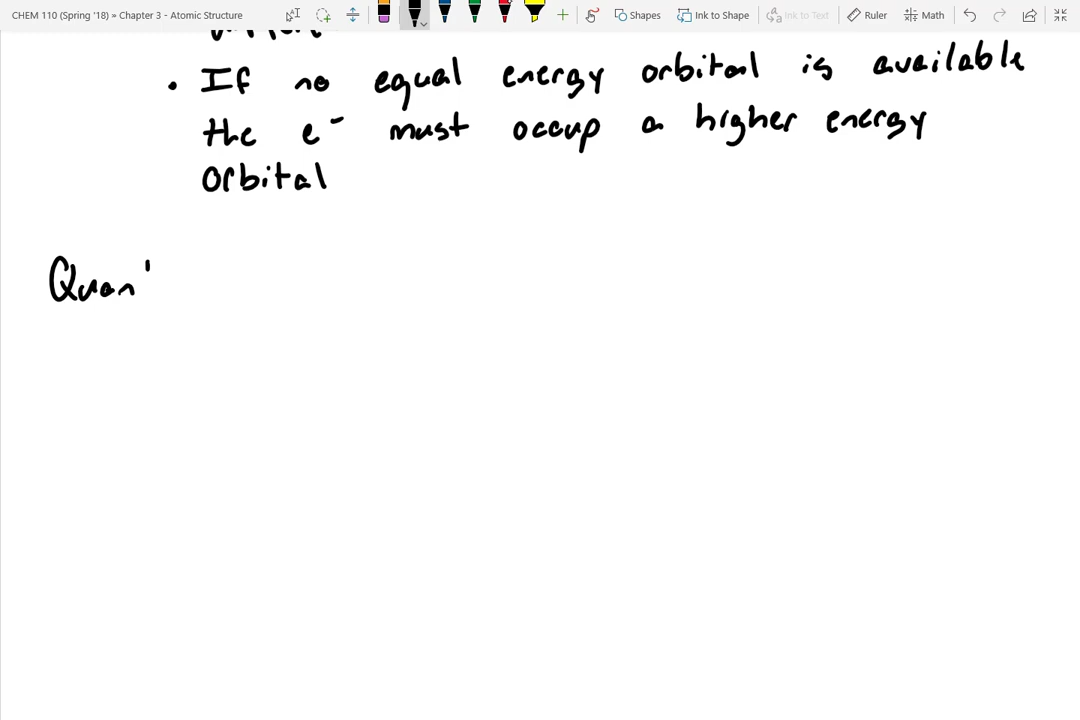 CHEM 110 (Spring '18) » Chapter 3 - Atomic Structure Shapes Ink to Shape Ink to Text Ruler Math
• If no equal energy orbital is available
the e⁻ must occup a higher energy
orbital
Quan'